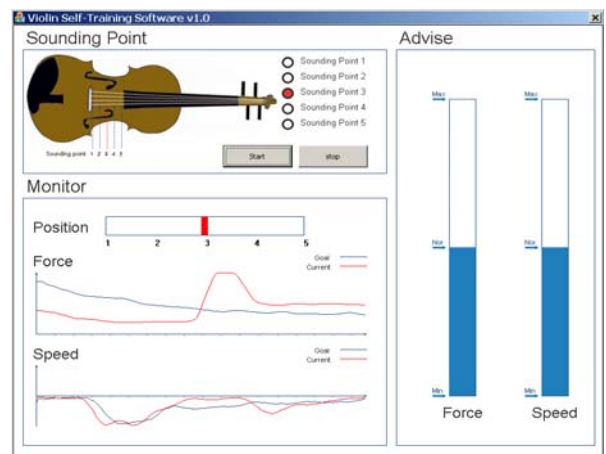 Violin Self-Training Software v1.0
Sounding Point
Sounding Point 1
Sounding Point 2
Sounding Point 3
Sounding Point 4
Sounding Point 5
Sounding point 1 2 3 4 5
Start stop
Monitor
Position
1 2 3 4 5
Force
Goal
Current
Speed
Goal
Current
Advise
Max Max
Nor Nor
Min Min
Force Speed